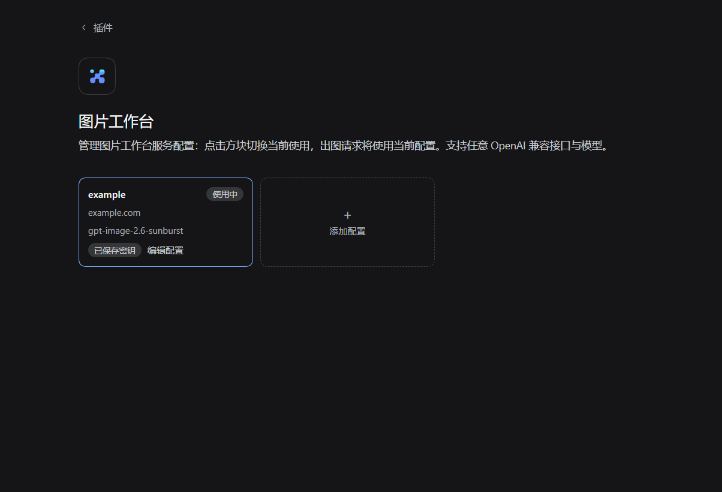 插件
图片工作台
管理图片工作台服务配置：点击方块切换当前使用，出图请求将使用当前配置。支持任意 OpenAI 兼容接口与模型。
example 使用中
example.com
gpt-image-2.6-sunburst
已保存密钥 编辑配置
+
添加配置